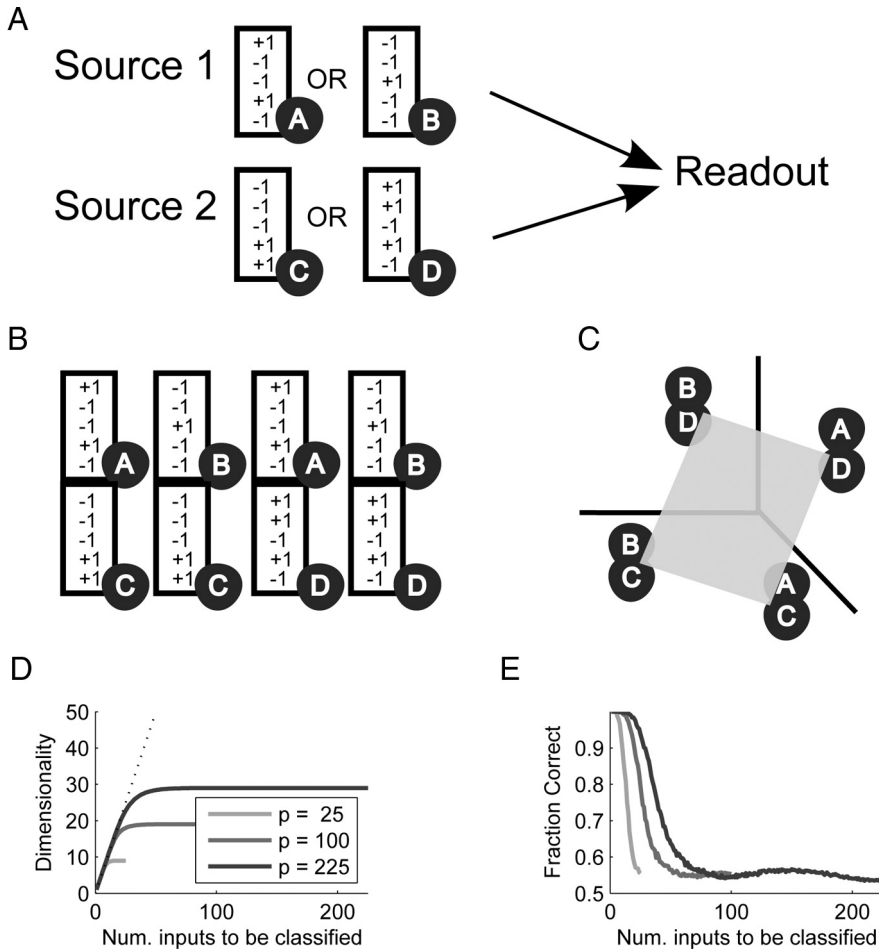 A
Source 1
+1
-1
-1
+1
-1
A
OR
-1
-1
+1
-1
-1
B
Source 2
-1
-1
-1
+1
+1
C
OR
+1
+1
-1
+1
-1
D
Readout
B
+1 -1 +1 -1
-1 -1 -1 -1
-1 +1 -1 +1
+1 -1 +1 -1
-1 -1 -1 -1
A B A B
-1 -1 +1 +1
-1 -1 +1 +1
-1 -1 -1 -1
+1 +1 +1 +1
+1 +1 -1 -1
C C D D
C
B
D
A
D
B
C
A
C
D
Dimensionality
50
40
30
20
10
0
p = 25
p = 100
p = 225
0 100 200
Num. inputs to be classified
E
Fraction Correct
0.9
0.8
0.7
0.6
0.5
0 100 200
Num. inputs to be classified